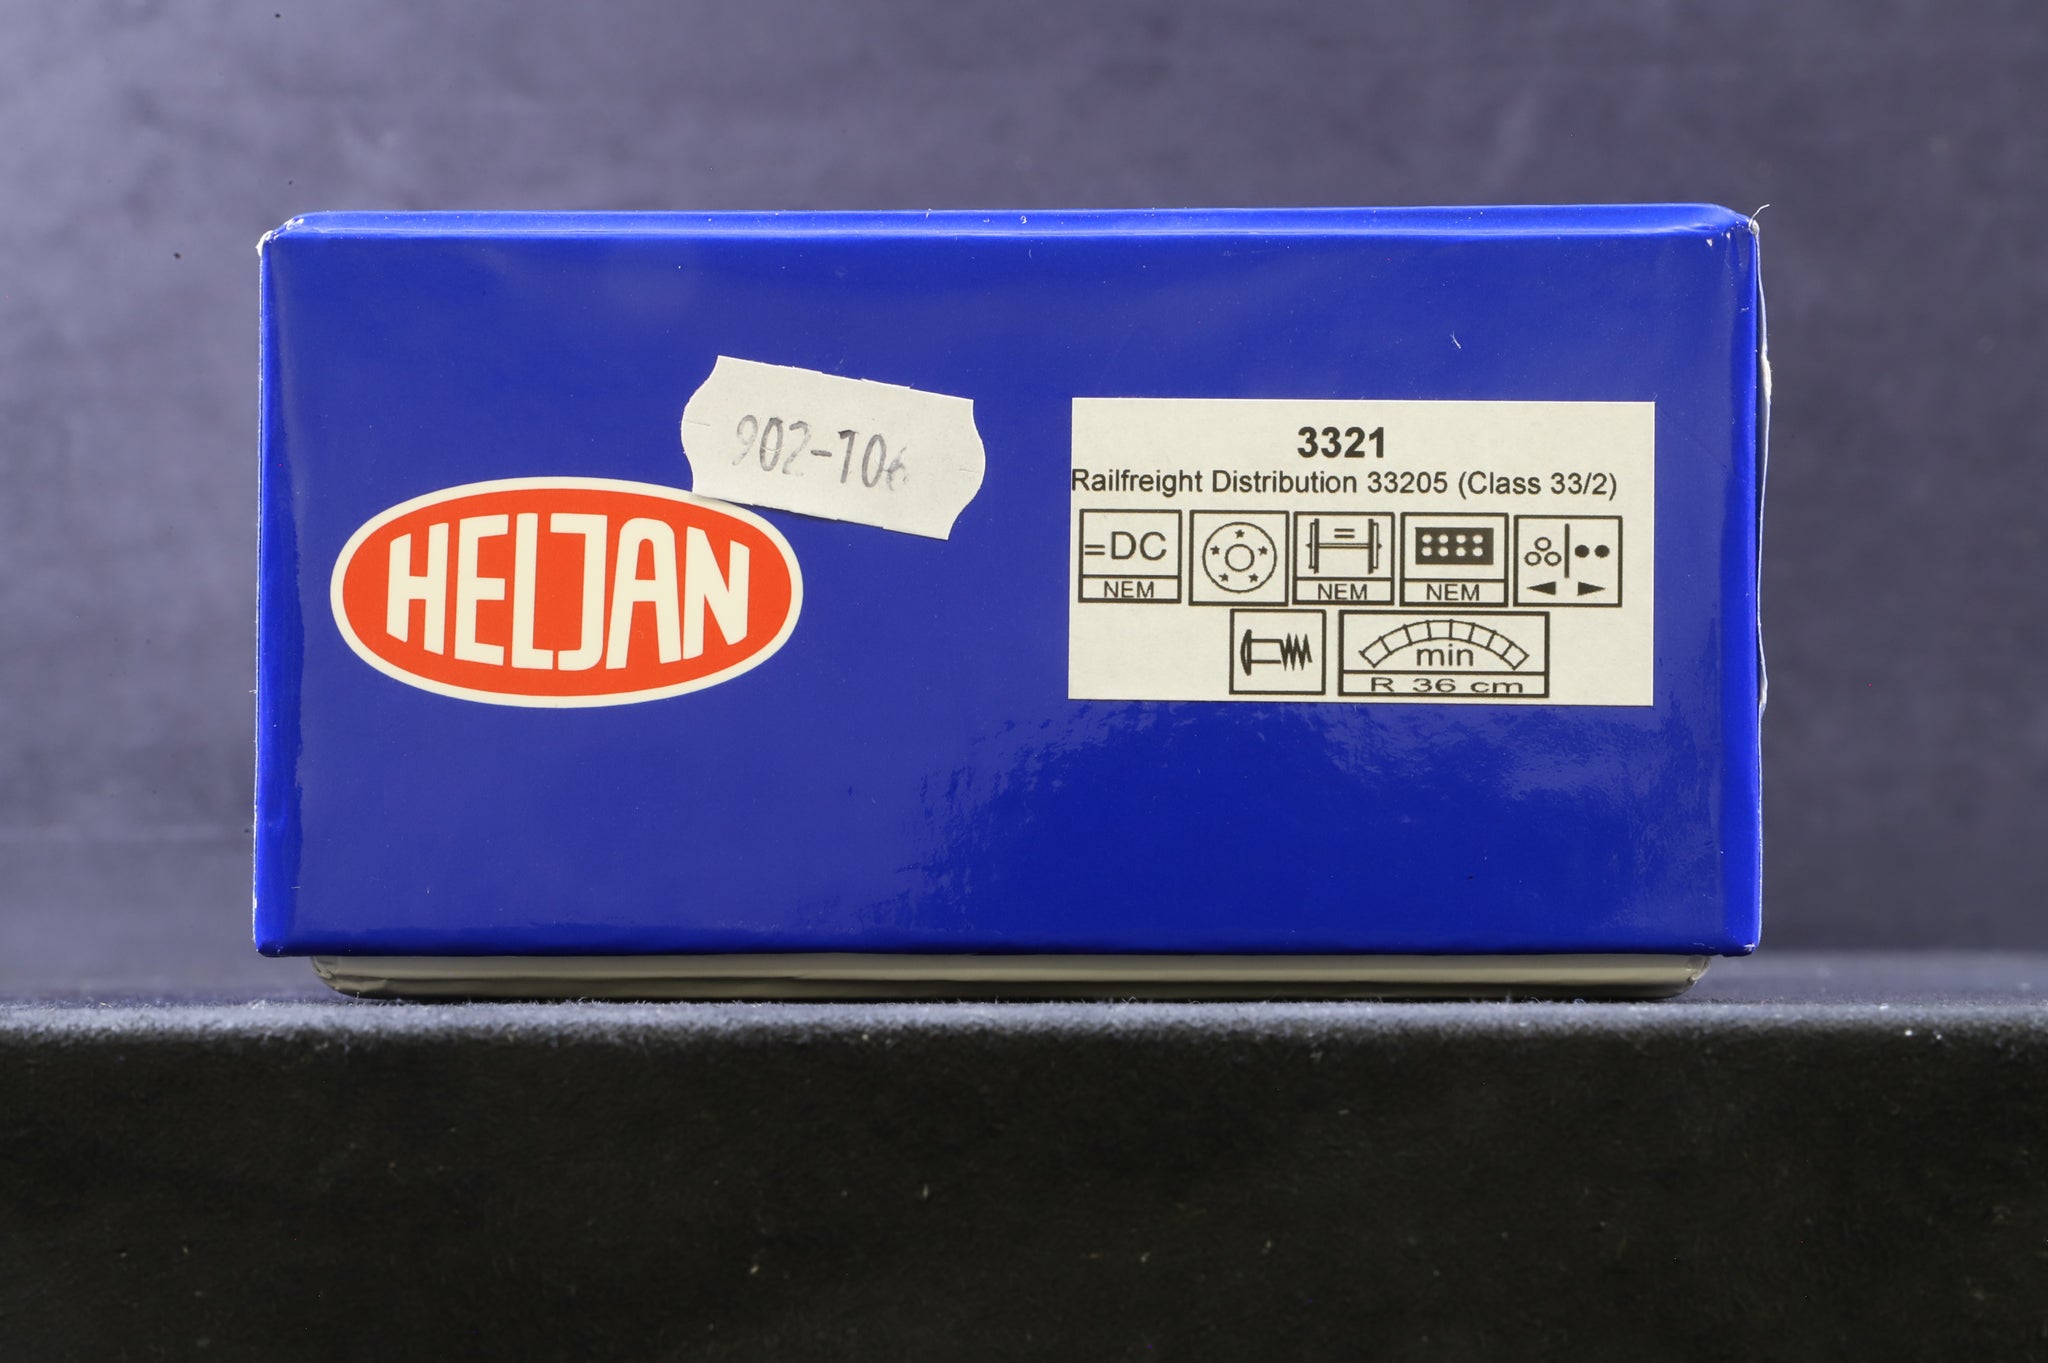 HELJAN
902-106
3321
Railfreight Distribution 33205 (Class 33/2)
=DC
NEM
=
NEM
NEM
min
R 36 cm